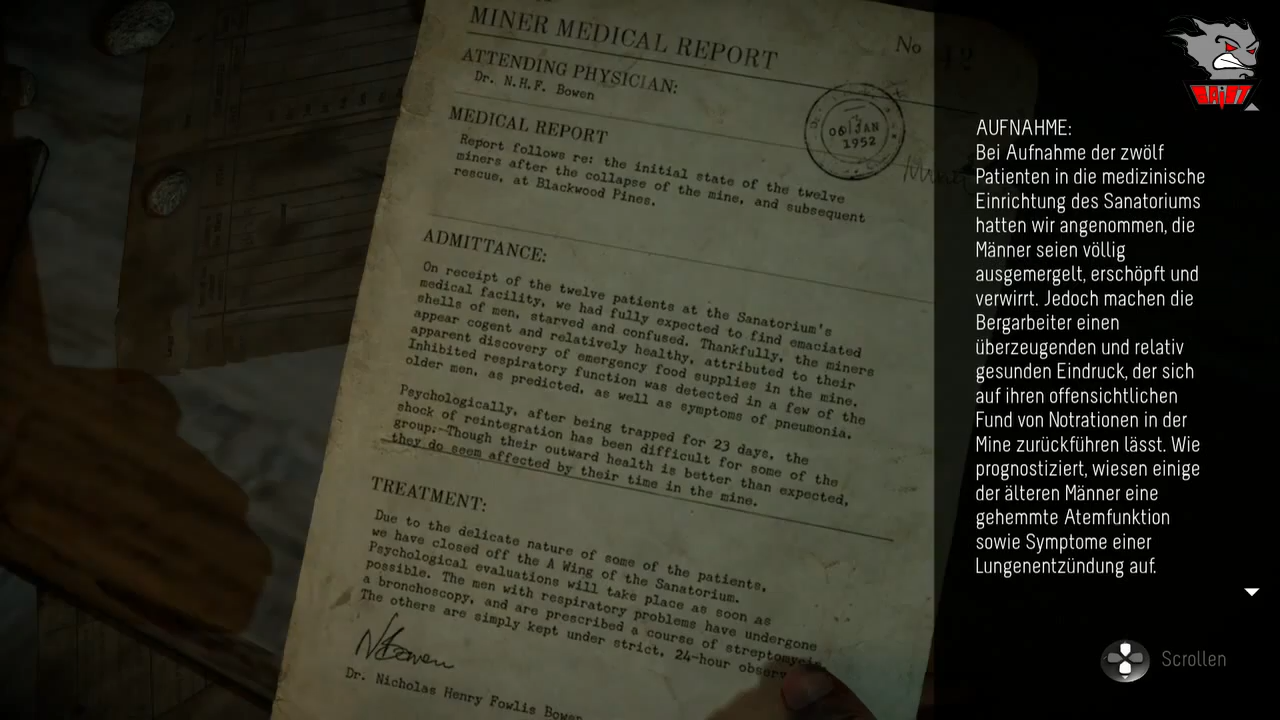 MINER MEDICAL REPORT
No 12
ATTENDING PHYSICIAN:
Dr. N.H.F. Bowen
06 JAN
1952
MEDICAL REPORT
Report follows re: the initial state of the twelve
miners after the collapse of the mine, and subsequent
rescue, at Blackwood Pines.
ADMITTANCE:
On receipt of the twelve patients at the Sanatorium's
medical facility, we had fully expected to find emaciated
shells of men, starved and confused. Thankfully, the miners
appear cogent and relatively healthy, attributed to their
apparent discovery of emergency food supplies in the mine.
Inhibited respiratory function was detected in a few of the
older men, as predicted, as well as symptoms of pneumonia.
Psychologically, after being trapped for 23 days, the
shock of reintegration has been difficult for some of the
group. Though their outward health is better than expected,
they do seem affected by their time in the mine.
TREATMENT:
Due to the delicate nature of some of the patients,
we have closed off the A Wing of the Sanatorium.
Psychological evaluations will take place as soon as
possible. The men with respiratory problems have undergone
a bronchoscopy, and are prescribed a course of streptomycin
The others are simply kept under strict, 24-hour observ
NBowen
Dr. Nicholas Henry Fowlis Bowen
AUFNAHME:
Bei Aufnahme der zwölf
Patienten in die medizinische
Einrichtung des Sanatoriums
hatten wir angenommen, die
Männer seien völlig
ausgemergelt, erschöpft und
verwirrt. Jedoch machen die
Bergarbeiter einen
überzeugenden und relativ
gesunden Eindruck, der sich
auf ihren offensichtlichen
Fund von Notrationen in der
Mine zurückführen lässt. Wie
prognostiziert, wiesen einige
der älteren Männer eine
gehemmte Atemfunktion
sowie Symptome einer
Lungenentzündung auf.
Scrollen